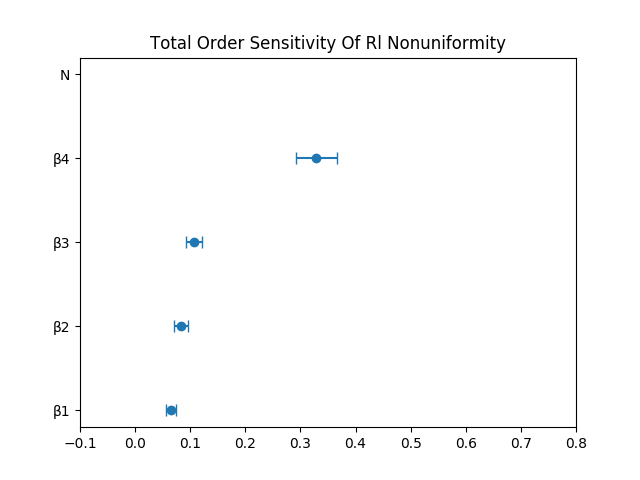 Total Order Sensitivity Of Rl Nonuniformity
N
β4
β3
β2
β1
−0.1 0.0 0.1 0.2 0.3 0.4 0.5 0.6 0.7 0.8